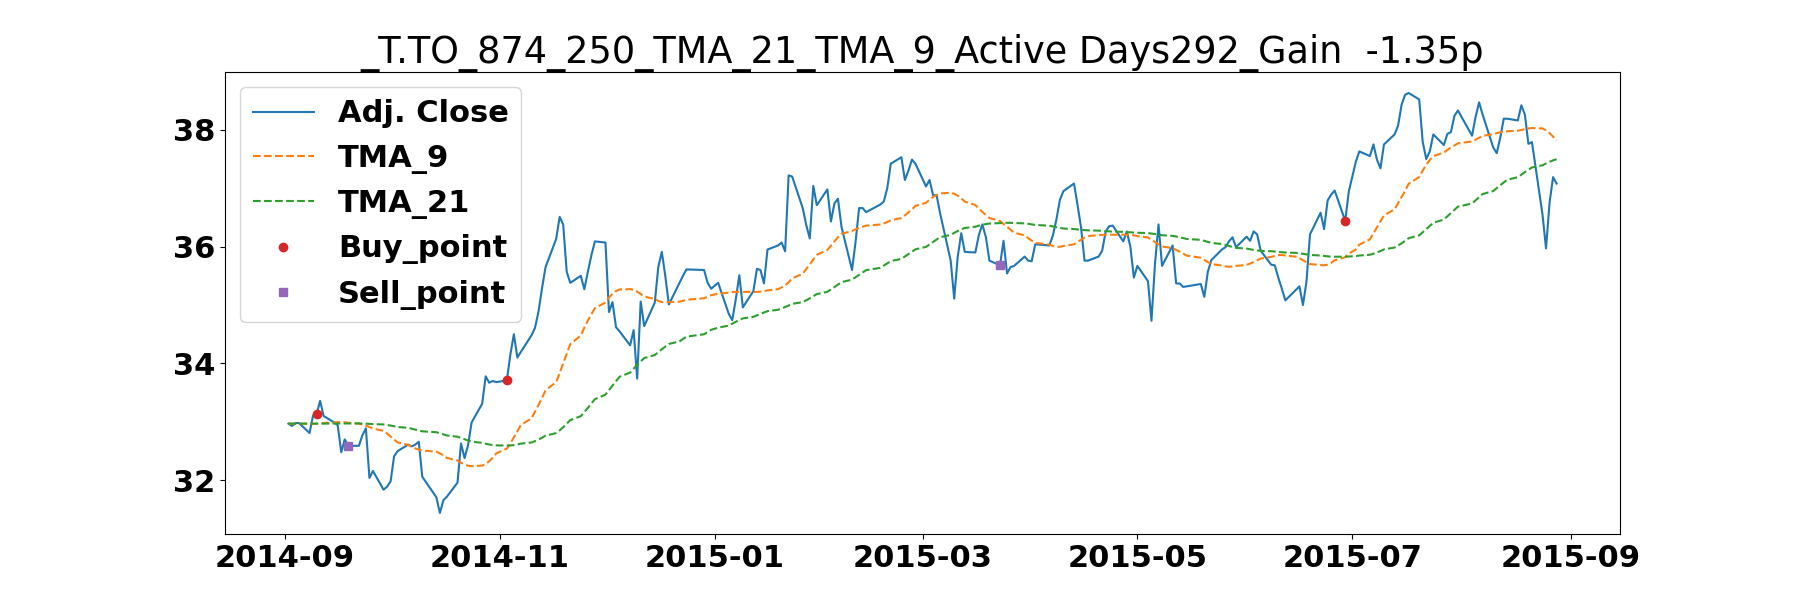 _T.TO_874_250_TMA_21_TMA_9_Active Days292_Gain  -1.35p
Adj. Close
TMA_9
TMA_21
Buy_point
Sell_point
38
36
34
32
2014-09 2014-11 2015-01 2015-03 2015-05 2015-07 2015-09